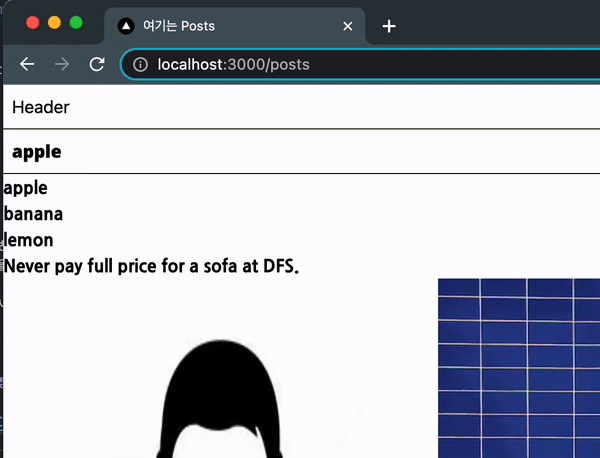 여기는 Posts
localhost:3000/posts
Header
apple
apple
banana
lemon
Never pay full price for a sofa at DFS.